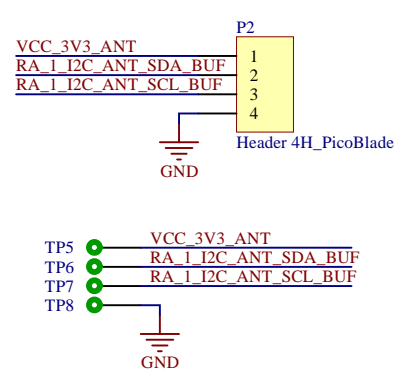 P2
VCC_3V3_ANT 1
RA_1_I2C_ANT_SDA_BUF 2
RA_1_I2C_ANT_SCL_BUF 3
4
Header 4H_PicoBlade
GND
TP5 VCC_3V3_ANT
TP6 RA_1_I2C_ANT_SDA_BUF
TP7 RA_1_I2C_ANT_SCL_BUF
TP8
GND